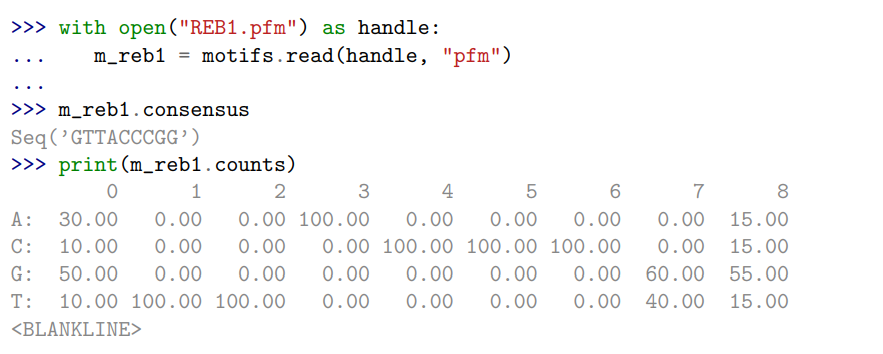 >>> with open("REB1.pfm") as handle:
...    m_reb1 = motifs.read(handle, "pfm")
...
>>> m_reb1.consensus
Seq('GTTACCCGG')
>>> print(m_reb1.counts)
        0      1      2      3      4      5      6      7      8
A:  30.00   0.00   0.00 100.00   0.00   0.00   0.00   0.00  15.00
C:  10.00   0.00   0.00   0.00 100.00 100.00 100.00   0.00  15.00
G:  50.00   0.00   0.00   0.00   0.00   0.00   0.00  60.00  55.00
T:  10.00 100.00 100.00   0.00   0.00   0.00   0.00  40.00  15.00
<BLANKLINE>